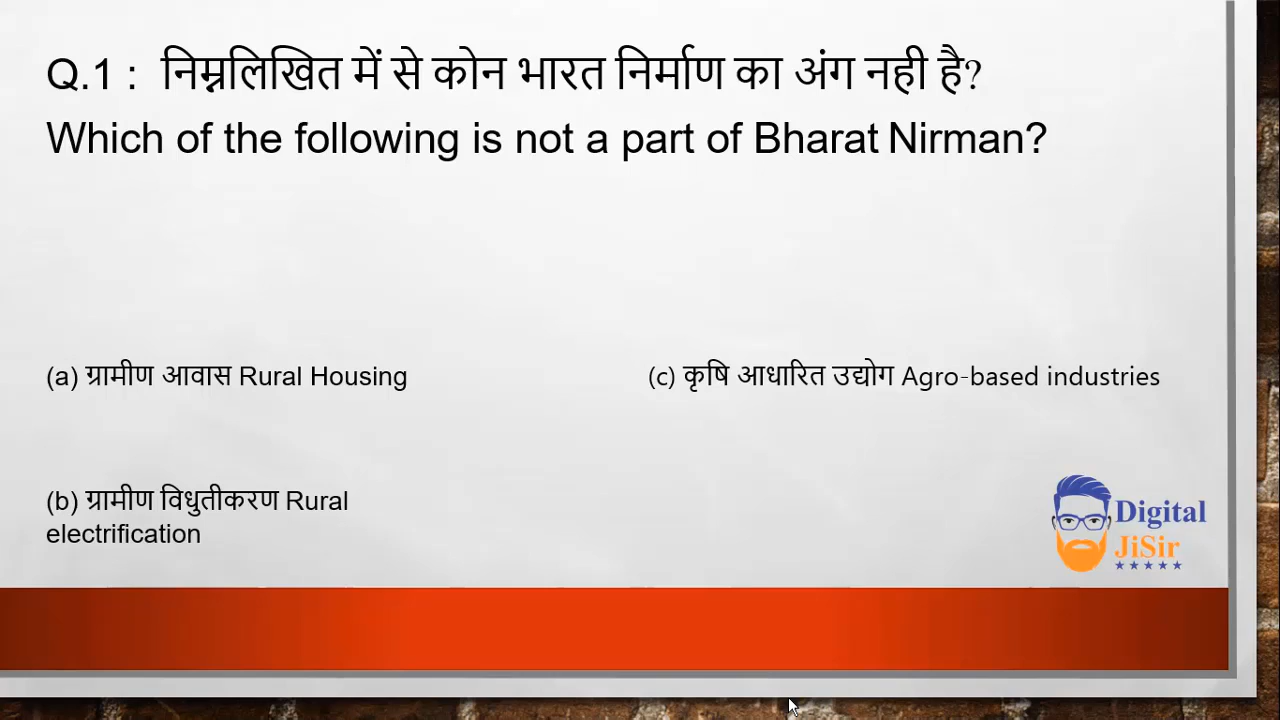 Q.1 : निम्नलिखित में से कोन भारत निर्माण का अंग नही है?
Which of the following is not a part of Bharat Nirman?
(a) ग्रामीण आवास Rural Housing
(c) कृषि आधारित उद्योग Agro-based industries
(b) ग्रामीण विधुतीकरण Rural
electrification
Digital
JiSir